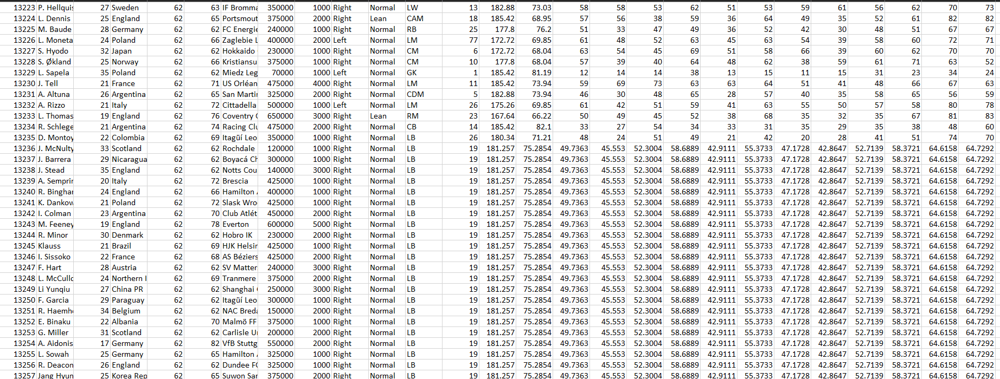 13223 P. Hellquis 27 Sweden 62 63 IF Bromma 350000 1000 Right Normal LW 13 182.88 73.03 58 58 53 62 51 53 59 61 56 62 70 73
13224 L. Dennis 25 England 62 65 Portsmout 375000 2000 Right Lean CAM 18 185.42 68.95 57 56 38 59 36 64 49 35 52 61 82 82
13225 M. Baude 28 Germany 62 62 FC Energie 240000 1000 Right Normal RB 25 177.8 76.2 51 33 47 49 36 52 42 30 48 51 67 67
13226 L. Moneta 24 Poland 62 66 Zaglebie L 400000 2000 Left Normal LM 77 172.72 69.85 61 48 52 63 45 63 54 39 58 60 72 71
13227 S. Hyodo 32 Japan 62 62 Hokkaido 230000 1000 Right Normal CM 6 172.72 68.04 63 54 45 69 51 58 66 39 60 62 70 70
13228 S. Økland 25 Norway 62 66 Kristiansu 375000 1000 Right Normal CM 10 177.8 68.04 57 39 40 64 48 62 38 59 61 71 63 52
13229 L. Sapela 35 Poland 62 62 Miedz Leg 70000 1000 Left Normal GK 1 185.42 81.19 12 14 14 38 13 15 11 15 31 23 34 24
13230 J. Tell 21 France 62 71 US Orléan 475000 4000 Right Normal LM 11 185.42 73.94 59 69 73 63 63 64 51 41 48 66 67 63
13231 A. Altuna 26 Argentina 62 65 San Martin 325000 2000 Right Normal CDM 5 182.88 73.94 46 30 48 65 28 57 40 35 58 65 56 59
13232 A. Rizzo 21 Italy 62 72 Cittadella 500000 1000 Left Normal LM 26 175.26 69.85 61 42 51 59 41 63 55 50 57 58 80 78
13233 L. Thomas 19 England 62 76 Coventry C 650000 3000 Right Lean RM 23 167.64 66.22 50 49 45 52 38 68 35 32 35 67 81 83
13234 R. Schlege 21 Argentina 62 74 Racing Clu 475000 2000 Right Normal CB 14 185.42 82.1 33 27 54 34 33 31 35 29 35 38 48 60
13235 D. Montoy 22 Colombia 62 69 Itagüí Leo 350000 1000 Right Normal LB 26 180.34 71.21 48 24 51 49 21 42 20 28 41 51 74 70
13236 J. McNulty 33 Scotland 62 62 Rochdale 120000 1000 Right Normal LB 19 181.257 75.2854 49.7363 45.553 52.3004 58.6889 42.9111 55.3733 47.1728 42.8647 52.7139 58.3721 64.6158 64.7292
13237 J. Barrera 29 Nicaragua 62 62 Boyacá Ch 300000 1000 Right Normal LB 19 181.257 75.2854 49.7363 45.553 52.3004 58.6889 42.9111 55.3733 47.1728 42.8647 52.7139 58.3721 64.6158 64.7292
13238 J. Stead 35 England 62 62 Notts Cou 140000 3000 Right Normal LB 19 181.257 75.2854 49.7363 45.553 52.3004 58.6889 42.9111 55.3733 47.1728 42.8647 52.7139 58.3721 64.6158 64.7292
13239 A. Semprin 20 Italy 62 72 Brescia 425000 1000 Right Normal LB 19 181.257 75.2854 49.7363 45.553 52.3004 58.6889 42.9111 55.3733 47.1728 42.8647 52.7139 58.3721 64.6158 64.7292
13240 R. Binghar 24 England 62 66 Hamilton A 400000 1000 Right Normal LB 19 181.257 75.2854 49.7363 45.553 52.3004 58.6889 42.9111 55.3733 47.1728 42.8647 52.7139 58.3721 64.6158 64.7292
13241 K. Dankow 21 Poland 62 72 Slask Wro 425000 1000 Right Normal LB 19 181.257 75.2854 49.7363 45.553 52.3004 58.6889 42.9111 55.3733 47.1728 42.8647 52.7139 58.3721 64.6158 64.7292
13242 I. Colman 23 Argentina 62 70 Club Atlét 450000 2000 Right Normal LB 19 181.257 75.2854 49.7363 45.553 52.3004 58.6889 42.9111 55.3733 47.1728 42.8647 52.7139 58.3721 64.6158 64.7292
13243 M. Feeney 19 England 62 78 Everton 600000 5000 Right Normal LB 19 181.257 75.2854 49.7363 45.553 52.3004 58.6889 42.9111 55.3733 47.1728 42.8647 52.7139 58.3721 64.6158 64.7292
13244 R. Minor 30 Denmark 62 62 Hobro IK 230000 2000 Right Normal LB 19 181.257 75.2854 49.7363 45.553 52.3004 58.6889 42.9111 55.3733 47.1728 42.8647 52.7139 58.3721 64.6158 64.7292
13245 Klauss 21 Brazil 62 69 HJK Helsin 425000 1000 Right Normal LB 19 181.257 75.2854 49.7363 45.553 52.3004 58.6889 42.9111 55.3733 47.1728 42.8647 52.7139 58.3721 64.6158 64.7292
13246 I. Sissoko 22 France 62 68 AS Béziers 425000 2000 Right Normal LB 19 181.257 75.2854 49.7363 45.553 52.3004 58.6889 42.9111 55.3733 47.1728 42.8647 52.7139 58.3721 64.6158 64.7292
13247 F. Hart 28 Austria 62 62 SV Matter 240000 3000 Right Normal LB 19 181.257 75.2854 49.7363 45.553 52.3004 58.6889 42.9111 55.3733 47.1728 42.8647 52.7139 58.3721 64.6158 64.7292
13248 L. McCullo 24 Northern I 62 69 Tranmere 375000 2000 Right Normal LB 19 181.257 75.2854 49.7363 45.553 52.3004 58.6889 42.9111 55.3733 47.1728 42.8647 52.7139 58.3721 64.6158 64.7292
13249 Li Yunqiu 27 China PR 62 62 Shanghai 250000 3000 Right Normal LB 19 181.257 75.2854 49.7363 45.553 52.3004 58.6889 42.9111 55.3733 47.1728 42.8647 52.7139 58.3721 64.6158 64.7292
13250 F. Garcia 29 Paraguay 62 62 Itagüí Leo 300000 1000 Right Normal LB 19 181.257 75.2854 49.7363 45.553 52.3004 58.6889 42.9111 55.3733 47.1728 42.8647 52.7139 58.3721 64.6158 64.7292
13251 R. Haemh 34 Belgium 62 62 NAC Breda 150000 2000 Right Normal LB 19 181.257 75.2854 49.7363 45.553 52.3004 58.6889 42.9111 55.3733 47.1728 42.8647 52.7139 58.3721 64.6158 64.7292
13252 E. Binaku 22 Albania 62 70 Malmö FF 375000 1000 Right Normal LB 19 181.257 75.2854 49.7363 45.553 52.3004 58.6889 42.9111 55.3733 47.1728 42.8647 52.7139 58.3721 64.6158 64.7292
13253 G. Miller 31 Scotland 62 62 Carlisle U 200000 2000 Right Normal LB 19 181.257 75.2854 49.7363 45.553 52.3004 58.6889 42.9111 55.3733 47.1728 42.8647 52.7139 58.3721 64.6158 64.7292
13254 A. Aidonis 17 Germany 62 82 VfB Stuttg 550000 2000 Right Normal LB 19 181.257 75.2854 49.7363 45.553 52.3004 58.6889 42.9111 55.3733 47.1728 42.8647 52.7139 58.3721 64.6158 64.7292
13255 L. Sowah 25 Germany 62 65 Hamilton A 325000 1000 Right Normal LB 19 181.257 75.2854 49.7363 45.553 52.3004 58.6889 42.9111 55.3733 47.1728 42.8647 52.7139 58.3721 64.6158 64.7292
13256 R. Deacon 26 England 62 62 Dundee FC 325000 1000 Right Normal LB 19 181.257 75.2854 49.7363 45.553 52.3004 58.6889 42.9111 55.3733 47.1728 42.8647 52.7139 58.3721 64.6158 64.7292
13257 Jang Hyun 25 Korea Rep 62 65 Suwon Sar 375000 2000 Right Normal LB 19 181.257 75.2854 49.7363 45.553 52.3004 58.6889 42.9111 55.3733 47.1728 42.8647 52.7139 58.3721 64.6158 64.7292